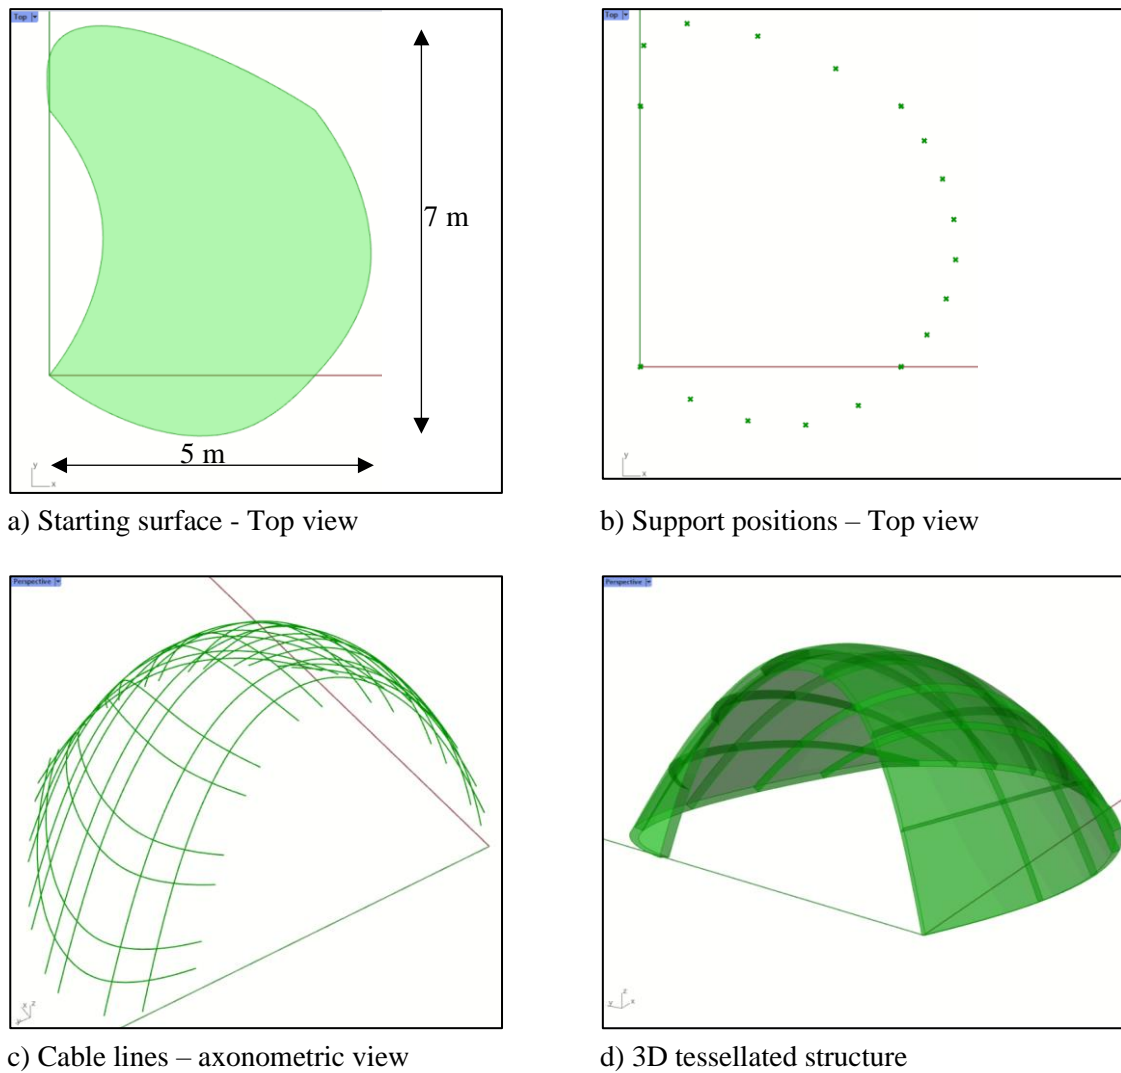 Top
Top
7 m
5 m
y
x
y
x
a) Starting surface - Top view
b) Support positions – Top view
Perspective
Perspective
x z
y
z
y x
c) Cable lines – axonometric view
d) 3D tessellated structure